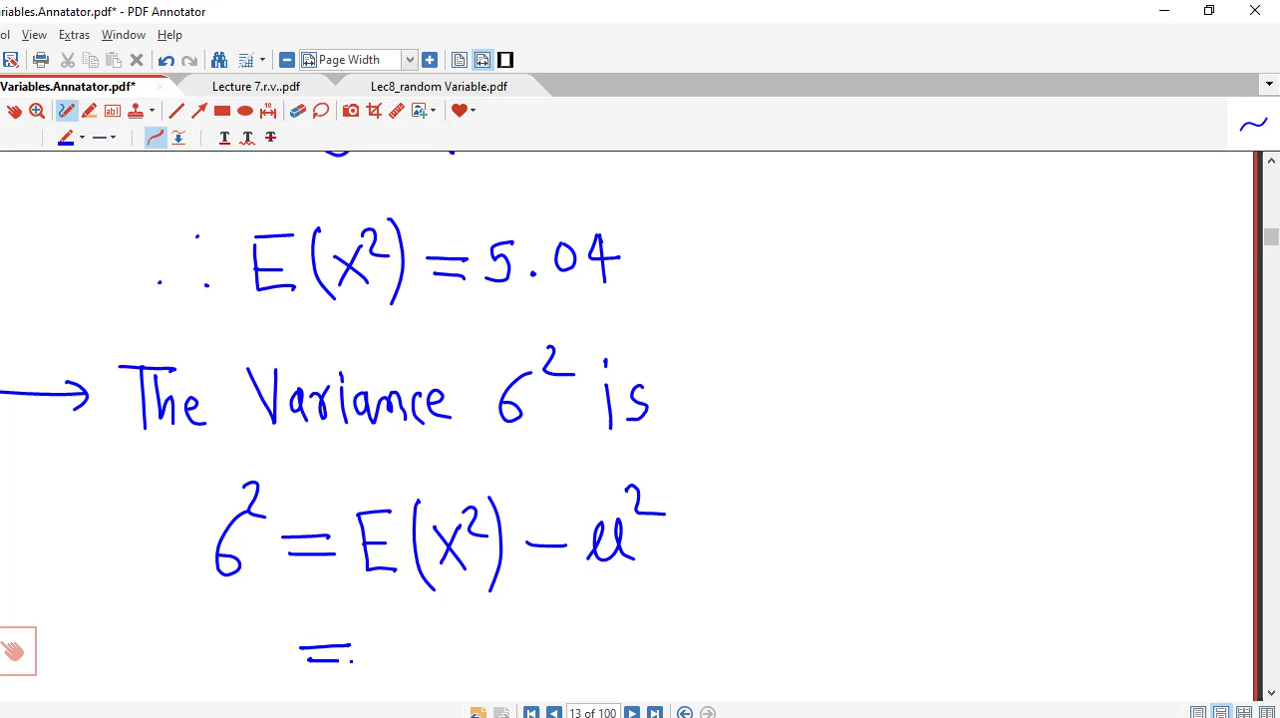 ariables.Annatator.pdf* - PDF Annotator
ol View Extras Window Help
Page Width
Variables.Annatator.pdf* Lecture 7.r.v..pdf Lec8_random Variable.pdf
∴ E(x²) = 5.04
→ The Variance 6² is
6² = E(x²) - μ²
=
13 of 100